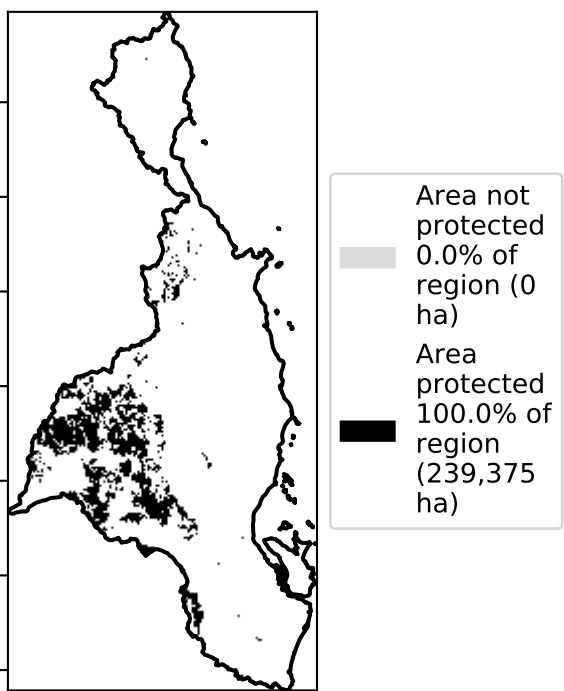 Area not
protected
0.0% of
region (0
ha)
Area
protected
100.0% of
region
(239,375
ha)